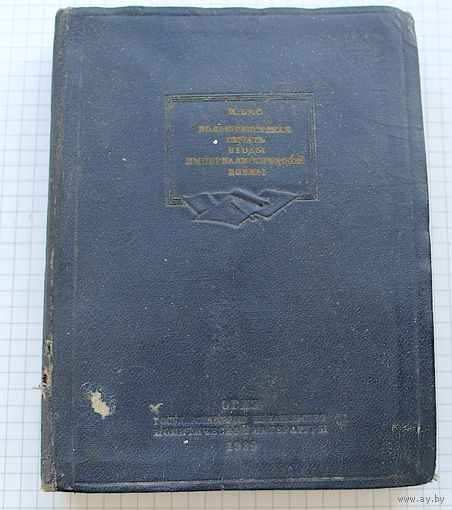 И. БАС
БОЛЬШЕВИСТСКАЯ
ПЕЧАТЬ
В ГОДЫ
ИМПЕРИАЛИСТИЧЕСКОЙ
ВОЙНЫ
ОГИЗ
ГОСУДАРСТВЕННОЕ ИЗДАТЕЛЬСТВО
ПОЛИТИЧЕСКОЙ ЛИТЕРАТУРЫ
1939
www.ay.by